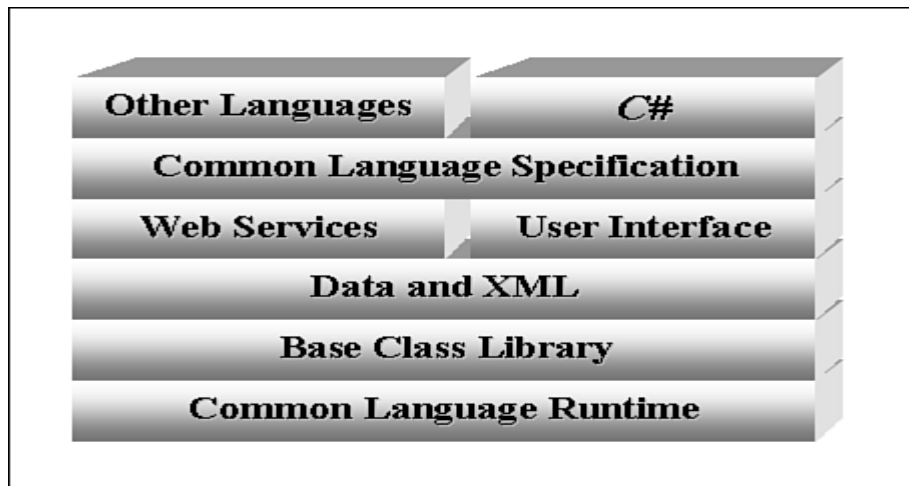 Other Languages
C#
Common Language Specification
Web Services
User Interface
Data and XML
Base Class Library
Common Language Runtime